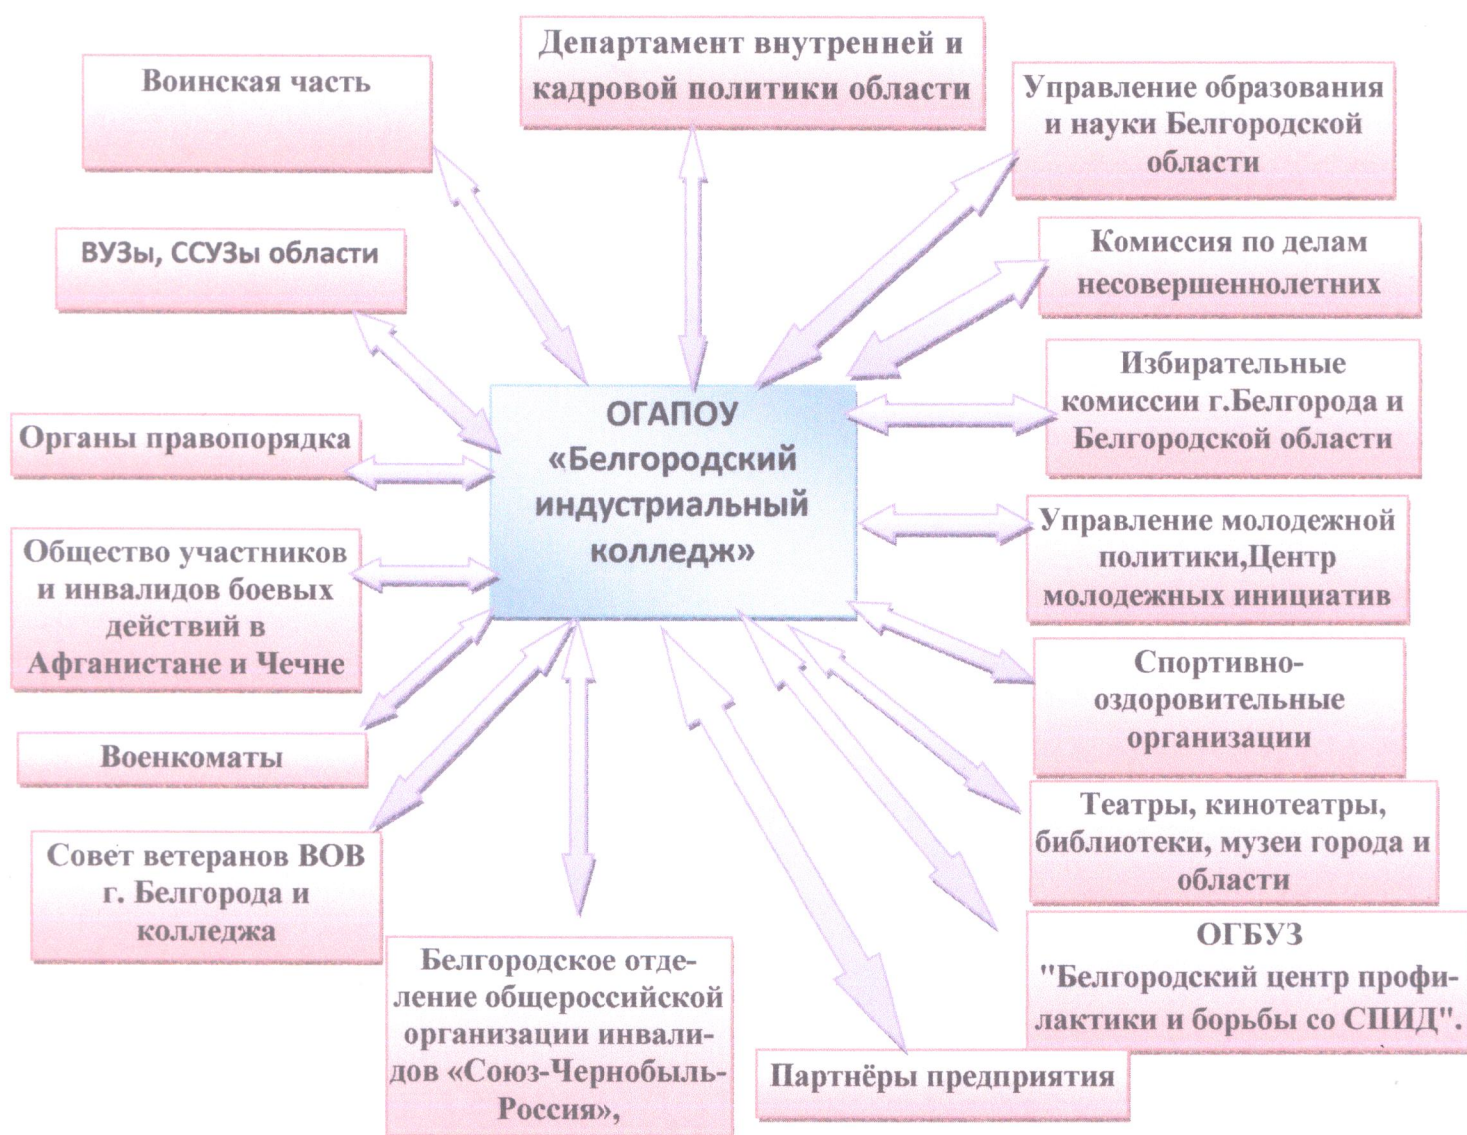 Департамент внутренней и
кадровой политики области
Воинская часть
Управление образования
и науки Белгородской
области
ВУЗы, ССУЗы области
Комиссия по делам
несовершеннолетних
Избирательные
комиссии г.Белгорода и
Белгородской области
ОГАПОУ
«Белгородский
индустриальный
колледж»
Органы правопорядка
Управление молодежной
политики,Центр
молодежных инициатив
Общество участников
и инвалидов боевых
действий в
Афганистане и Чечне
Спортивно-
оздоровительные
организации
Военкоматы
Театры, кинотеатры,
библиотеки, музеи города и
области
Совет ветеранов ВОВ
г. Белгорода и
колледжа
ОГБУЗ
"Белгородский центр профи-
лактики и борьбы со СПИД".
Белгородское отде-
ление общероссийской
организации инвали-
дов «Союз-Чернобыль-
Россия»,
Партнёры предприятия